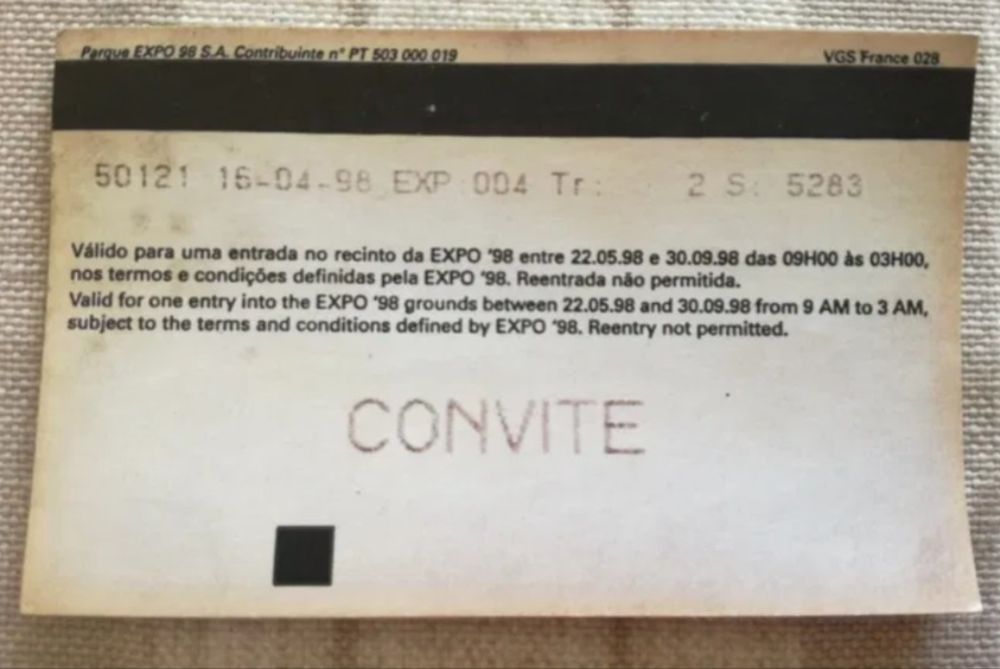 Parque EXPO 98 S.A. Contribuinte n° PT 503 000 019 VGS France 028
50121 16-04-98 EXP 004 Tr: 2 S: 5283
Válido para uma entrada no recinto da EXPO '98 entre 22.05.98 e 30.09.98 das 09H00 às 03H00,
nos termos e condições definidas pela EXPO '98. Reentrada não permitida.
Valid for one entry into the EXPO '98 grounds between 22.05.98 and 30.09.98 from 9 AM to 3 AM,
subject to the terms and conditions defined by EXPO '98. Reentry not permitted.
CONVITE